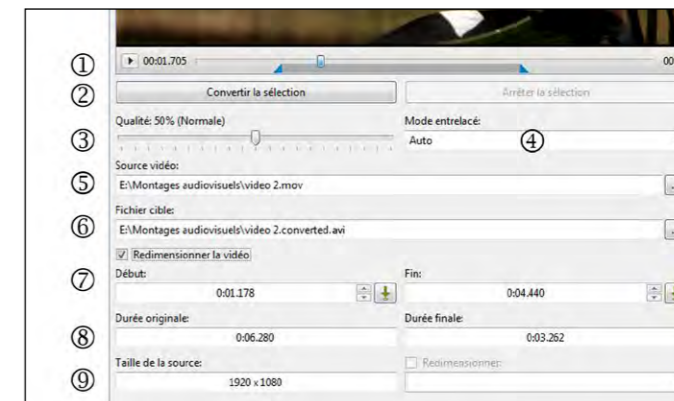 ① 00:01.705 00
② Convertir la sélection Arrêter la sélection
Qualité: 50% (Normale) Mode entrelacé:
③ Auto ④
Source vidéo:
⑤ E:\Montages audiovisuels\video 2.mov ...
Fichier cible:
⑥ E:\Montages audiovisuels\video 2.converted.avi ...
Redimensionner la vidéo
⑦ Début: Fin:
0:01.178 0:04.440
Durée originale: Durée finale:
⑧ 0:06.280 0:03.262
Taille de la source: Redimensionner:
⑨ 1920 x 1080